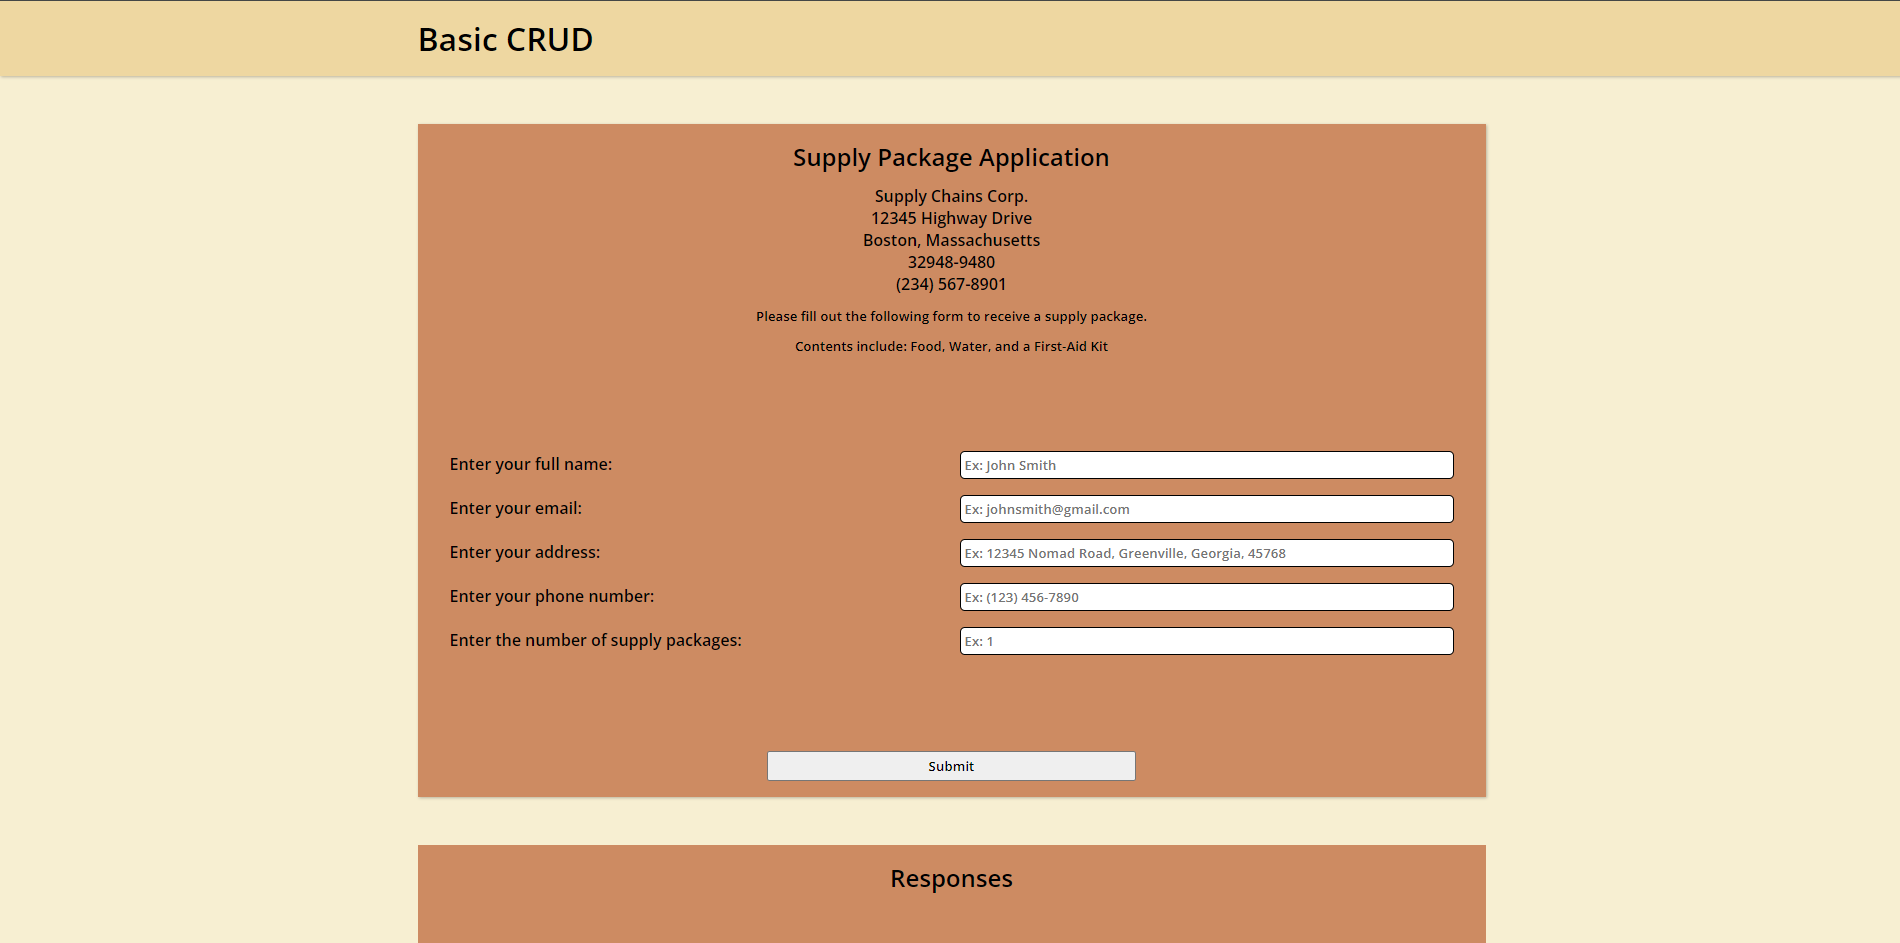 Basic CRUD
Supply Package Application
Supply Chains Corp.
12345 Highway Drive
Boston, Massachusetts
32948-9480
(234) 567-8901
Please fill out the following form to receive a supply package.
Contents include: Food, Water, and a First-Aid Kit
Enter your full name:
Ex: John Smith
Enter your email:
Ex: johnsmith@gmail.com
Enter your address:
Ex: 12345 Nomad Road, Greenville, Georgia, 45768
Enter your phone number:
Ex: (123) 456-7890
Enter the number of supply packages:
Ex: 1
Submit
Responses